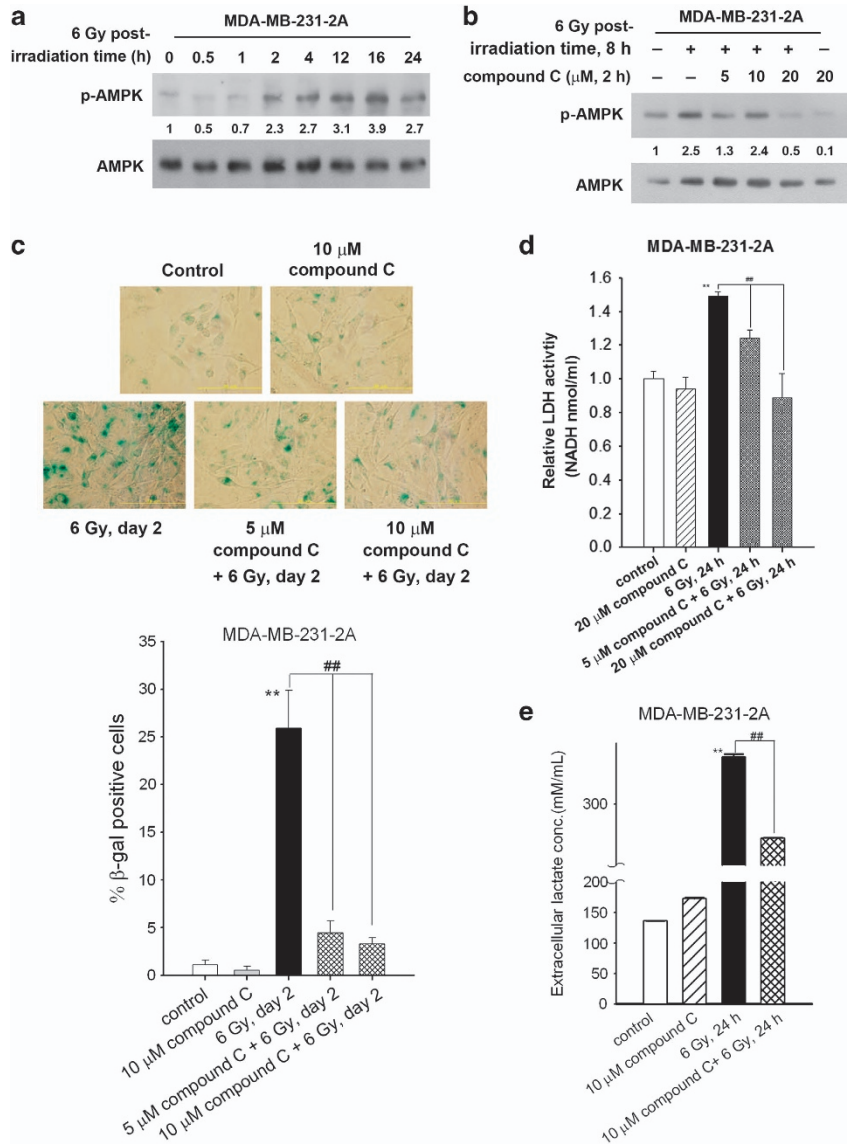 a
MDA-MB-231-2A
6 Gy post-
irradiation time (h)
0 0.5 1 2 4 12 16 24
p-AMPK
1 0.5 0.7 2.3 2.7 3.1 3.9 2.7
AMPK
b
MDA-MB-231-2A
6 Gy post-
irradiation time, 8 h – + + + + –
compound C (μM, 2 h) – – 5 10 20 20
p-AMPK
1 2.5 1.3 2.4 0.5 0.1
AMPK
c
Control
10 μM
compound C
6 Gy, day 2
5 μM
compound C
+ 6 Gy, day 2
10 μM
compound C
+ 6 Gy, day 2
MDA-MB-231-2A
% β-gal positive cells
35
30
25
20
15
10
5
0
**
##
control
10 μM compound C
6 Gy, day 2
5 μM compound C + 6 Gy, day 2
10 μM compound C + 6 Gy, day 2
d
MDA-MB-231-2A
Relative LDH activtiy
(NADH nmol/ml)
1.6
1.4
1.2
1.0
0.8
0.6
0.4
0.2
0.0
**
##
control
20 μM compound C
6 Gy, 24 h
5 μM compound C + 6 Gy, 24 h
20 μM compound C + 6 Gy, 24 h
e
MDA-MB-231-2A
Extracellular lactate conc.(mM/mL)
300
200
150
100
50
0
**
##
control
10 μM compound C
6 Gy, 24 h
10 μM compound C+ 6 Gy, 24 h